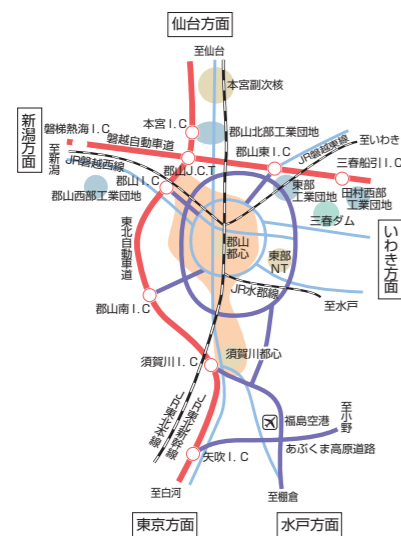 仙台方面
至仙台
本宮副次核
新潟方面
磐梯熱海I.C
本宮I.C
郡山北部工業団地
磐越自動車道
郡山東I.C
JR磐越東線
至いわき
至新潟
JR磐越西線
郡山J.C.T
三春船引I.C
郡山I.C
郡山西部工業団地
東部
工業団地
田村西部
工業団地
三春ダム
いわき方面
東北自動車道
郡山
都心
東部
NT
JR水郡線
至水戸
郡山南I.C
須賀川都心
須賀川I.C
JR東北本線
JR東北新幹線
福島空港
至小野
あぶくま高原道路
矢吹I.C
至白河
至棚倉
東京方面
水戸方面